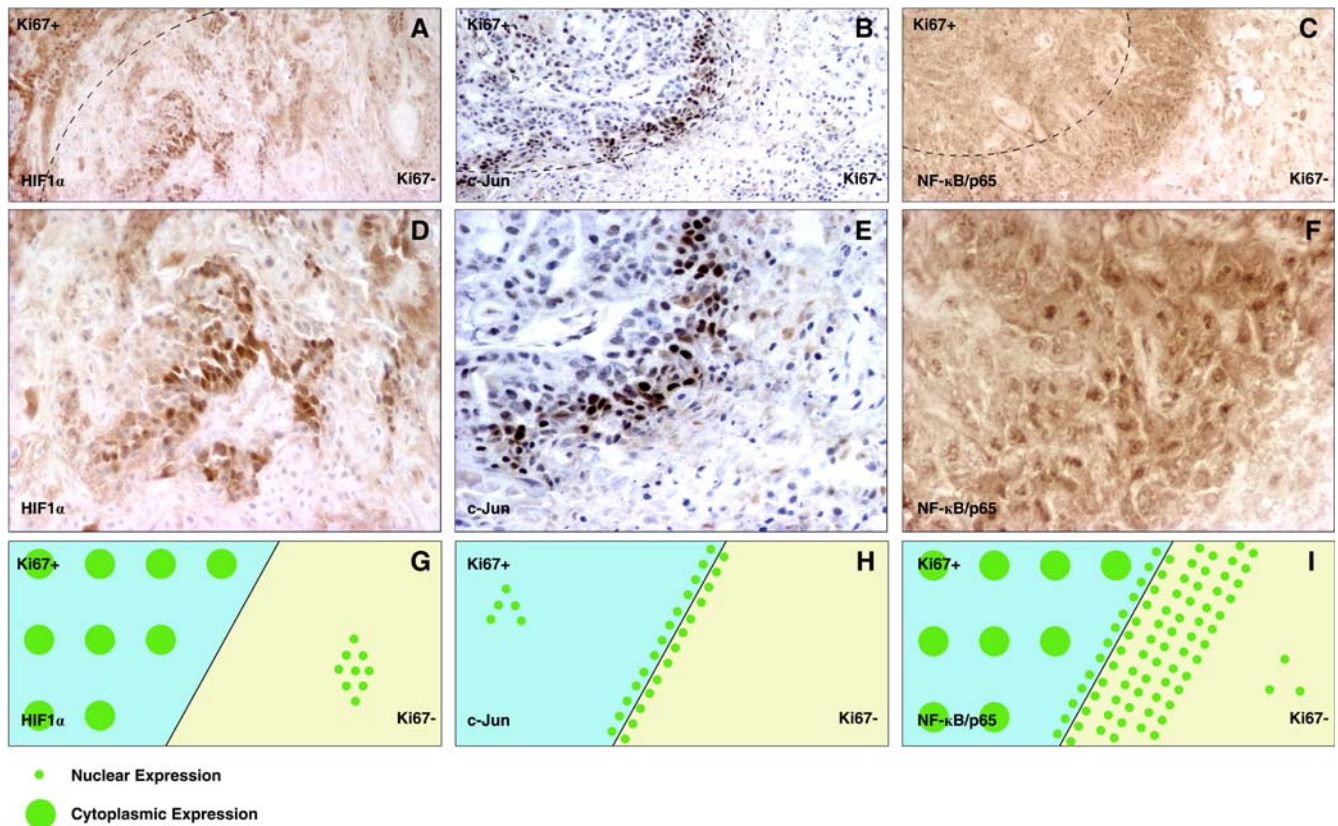 Ki67+
A
HIF1α
Ki67-
Ki67+
B
c-Jun
Ki67-
Ki67+
C
NF-κB/p65
Ki67-
D
HIF1α
E
c-Jun
F
NF-κB/p65
Ki67+
G
HIF1α
Ki67-
Ki67+
H
c-Jun
Ki67-
Ki67+
I
NF-κB/p65
Ki67-
Nuclear Expression
Cytoplasmic Expression